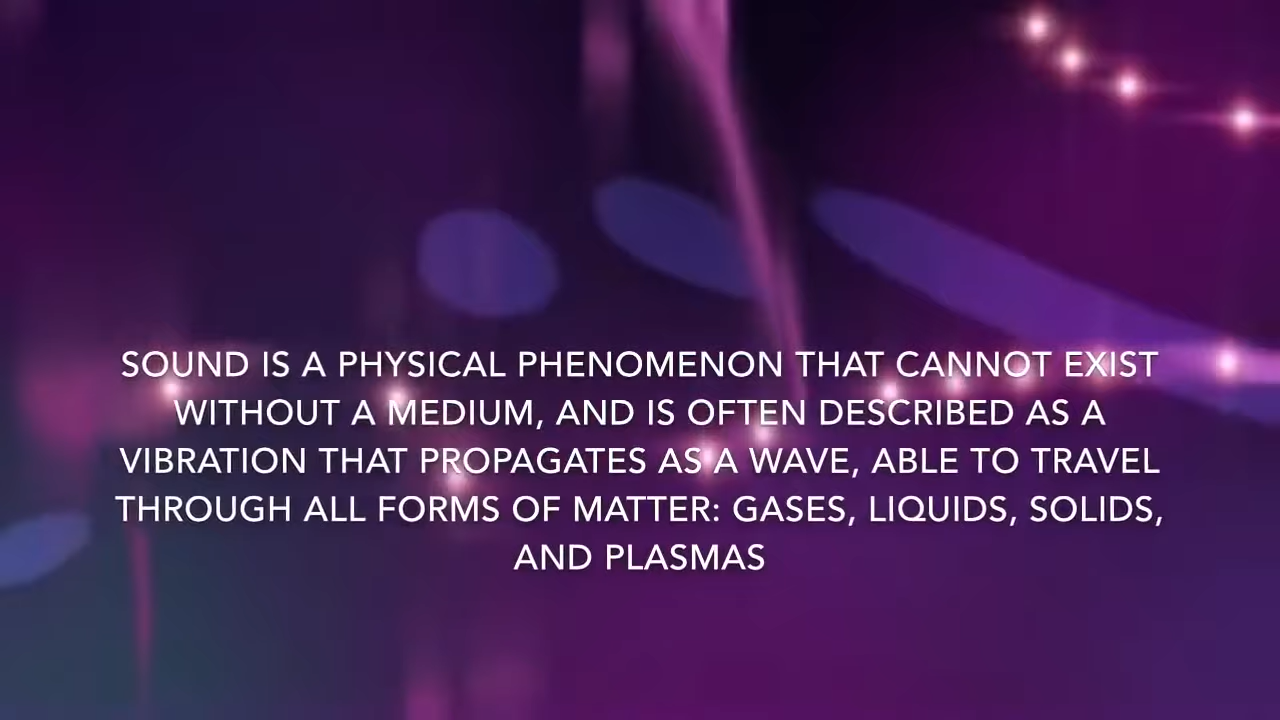 SOUND IS A PHYSICAL PHENOMENON THAT CANNOT EXIST
WITHOUT A MEDIUM, AND IS OFTEN DESCRIBED AS A
VIBRATION THAT PROPAGATES AS A WAVE, ABLE TO TRAVEL
THROUGH ALL FORMS OF MATTER: GASES, LIQUIDS, SOLIDS,
AND PLASMAS